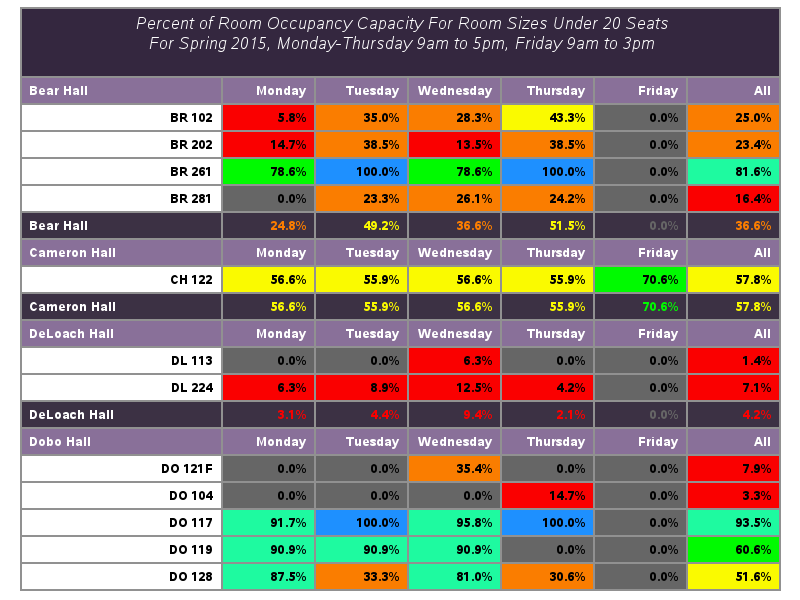 Percent of Room Occupancy Capacity For Room Sizes Under 20 Seats
For Spring 2015, Monday-Thursday 9am to 5pm, Friday 9am to 3pm
Bear Hall Monday Tuesday Wednesday Thursday Friday All
BR 102 5.8% 35.0% 28.3% 43.3% 0.0% 25.0%
BR 202 14.7% 38.5% 13.5% 38.5% 0.0% 23.4%
BR 261 78.6% 100.0% 78.6% 100.0% 0.0% 81.6%
BR 281 0.0% 23.3% 26.1% 24.2% 0.0% 16.4%
Bear Hall 24.8% 49.2% 36.6% 51.5% 0.0% 36.6%
Cameron Hall Monday Tuesday Wednesday Thursday Friday All
CH 122 56.6% 55.9% 56.6% 55.9% 70.6% 57.8%
Cameron Hall 56.6% 55.9% 56.6% 55.9% 70.6% 57.8%
DeLoach Hall Monday Tuesday Wednesday Thursday Friday All
DL 113 0.0% 0.0% 6.3% 0.0% 0.0% 1.4%
DL 224 6.3% 8.9% 12.5% 4.2% 0.0% 7.1%
DeLoach Hall 3.1% 4.4% 9.4% 2.1% 0.0% 4.2%
Dobo Hall Monday Tuesday Wednesday Thursday Friday All
DO 121F 0.0% 0.0% 35.4% 0.0% 0.0% 7.9%
DO 104 0.0% 0.0% 0.0% 14.7% 0.0% 3.3%
DO 117 91.7% 100.0% 95.8% 100.0% 0.0% 93.5%
DO 119 90.9% 90.9% 90.9% 0.0% 0.0% 60.6%
DO 128 87.5% 33.3% 81.0% 30.6% 0.0% 51.6%